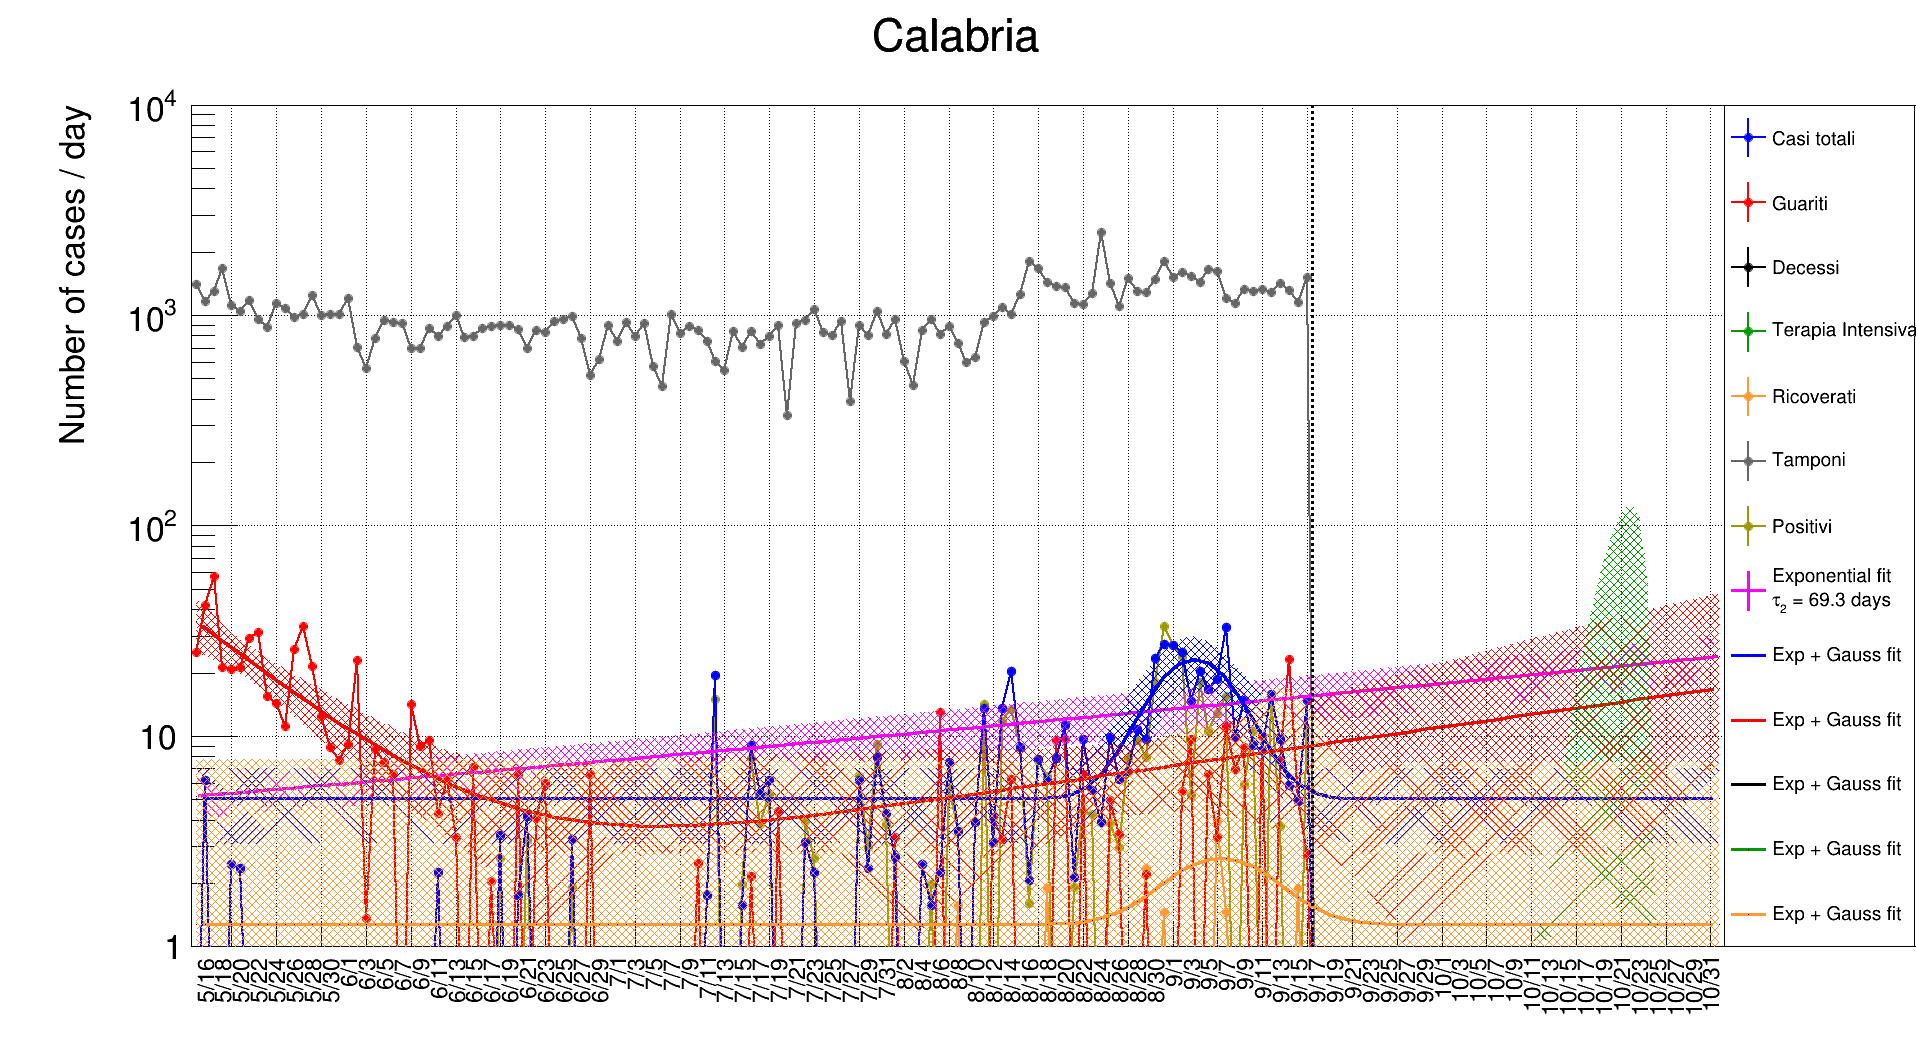 Calabria
Number of cases / day
10^4
10^3
10^2
10
1
5/16 5/18 5/20 5/22 5/24 5/26 5/28 5/30 6/1 6/3 6/5 6/7 6/9 6/11 6/13 6/15 6/17 6/19 6/21 6/23 6/25 6/27 6/29 7/1 7/3 7/5 7/7 7/9 7/11 7/13 7/15 7/17 7/19 7/21 7/23 7/25 7/27 7/29 7/31 8/2 8/4 8/6 8/8 8/10 8/12 8/14 8/16 8/18 8/20 8/22 8/24 8/26 8/28 8/30 9/1 9/3 9/5 9/7 9/9 9/11 9/13 9/15 9/17 9/19 9/21 9/23 9/25 9/27 9/29 10/1 10/3 10/5 10/7 10/9 10/11 10/13 10/15 10/17 10/19 10/21 10/23 10/25 10/27 10/29 10/31
Casi totali
Guariti
Decessi
Terapia Intensiva
Ricoverati
Tamponi
Positivi
Exponential fit
τ₂ = 69.3 days
Exp + Gauss fit
Exp + Gauss fit
Exp + Gauss fit
Exp + Gauss fit
Exp + Gauss fit